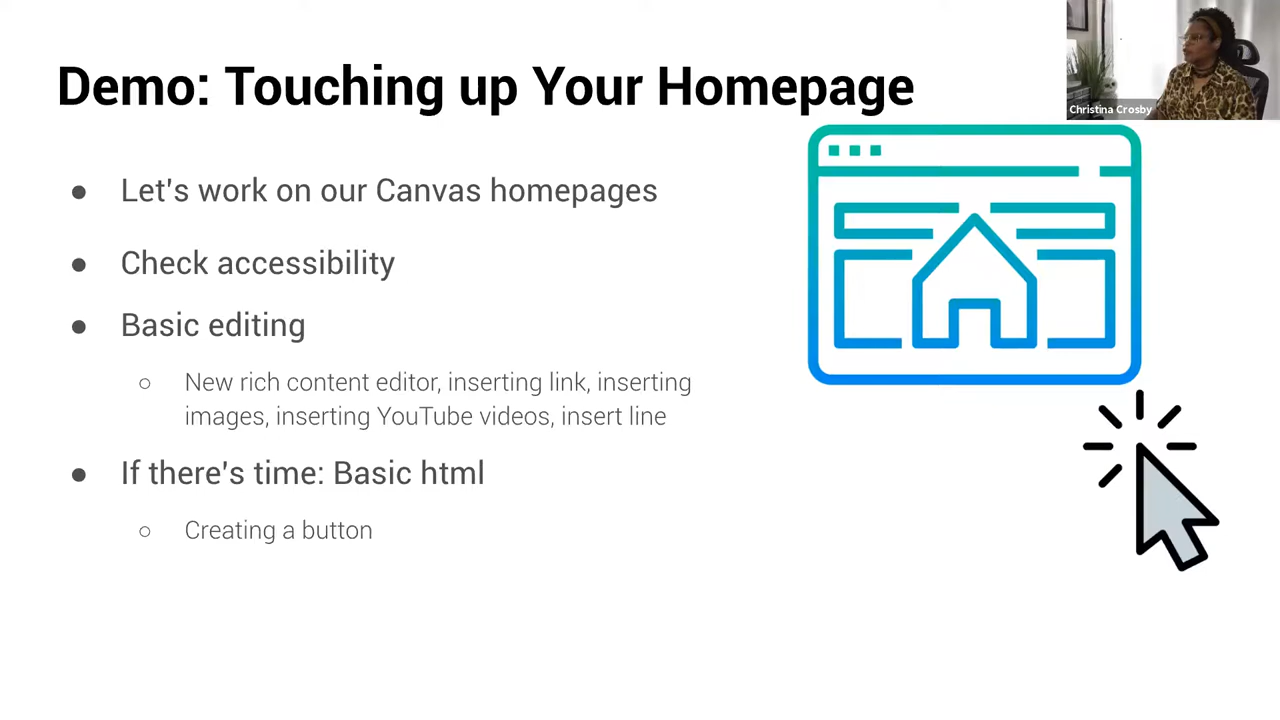 Demo: Touching up Your Homepage
Christina Crosby
● Let's work on our Canvas homepages
● Check accessibility
● Basic editing
○ New rich content editor, inserting link, inserting
images, inserting YouTube videos, insert line
● If there's time: Basic html
○ Creating a button